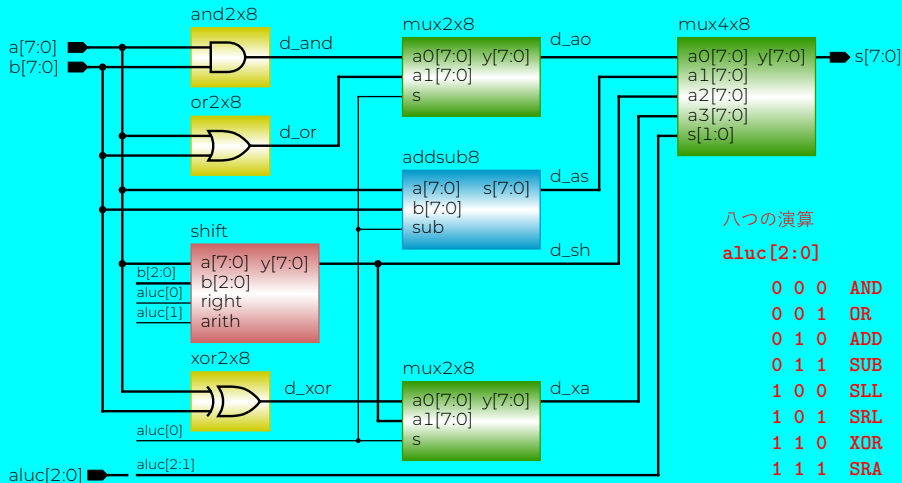 and2x8
a[7:0]
b[7:0]
d_and
or2x8
d_or
mux2x8
a0[7:0] y[7:0]
a1[7:0]
s
d_ao
mux4x8
a0[7:0] y[7:0]
a1[7:0]
a2[7:0]
a3[7:0]
s[1:0]
s[7:0]
addsub8
a[7:0] s[7:0]
b[7:0]
sub
d_as
shift
a[7:0] y[7:0]
b[2:0]
right
arith
b[2:0]
aluc[0]
aluc[1]
d_sh
xor2x8
d_xor
mux2x8
a0[7:0] y[7:0]
a1[7:0]
s
d_xa
aluc[0]
aluc[2:0]
aluc[2:1]
八つの演算
aluc[2:0]
0 0 0 AND
0 0 1 OR
0 1 0 ADD
0 1 1 SUB
1 0 0 SLL
1 0 1 SRL
1 1 0 XOR
1 1 1 SRA